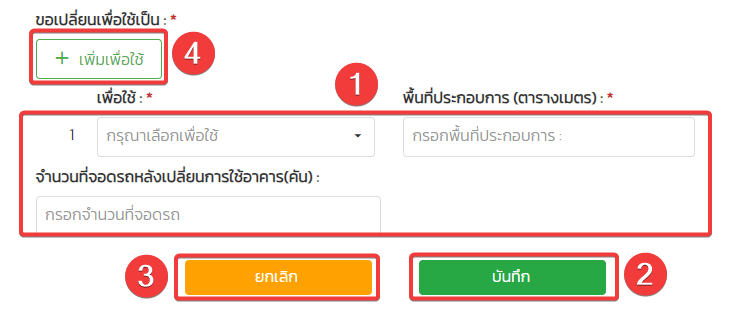 ขอเปลี่ยนเพื่อใช้เป็น : *
+ เพิ่มเพื่อใช้
4
1
เพื่อใช้ : *
พื้นที่ประกอบการ (ตารางเมตร) : *
1
กรุณาเลือกเพื่อใช้
กรอกพื้นที่ประกอบการ :
จำนวนที่จอดรถหลังเปลี่ยนการใช้อาคาร(คัน) :
กรอกจำนวนที่จอดรถ
3
ยกเลิก
บันทึก
2